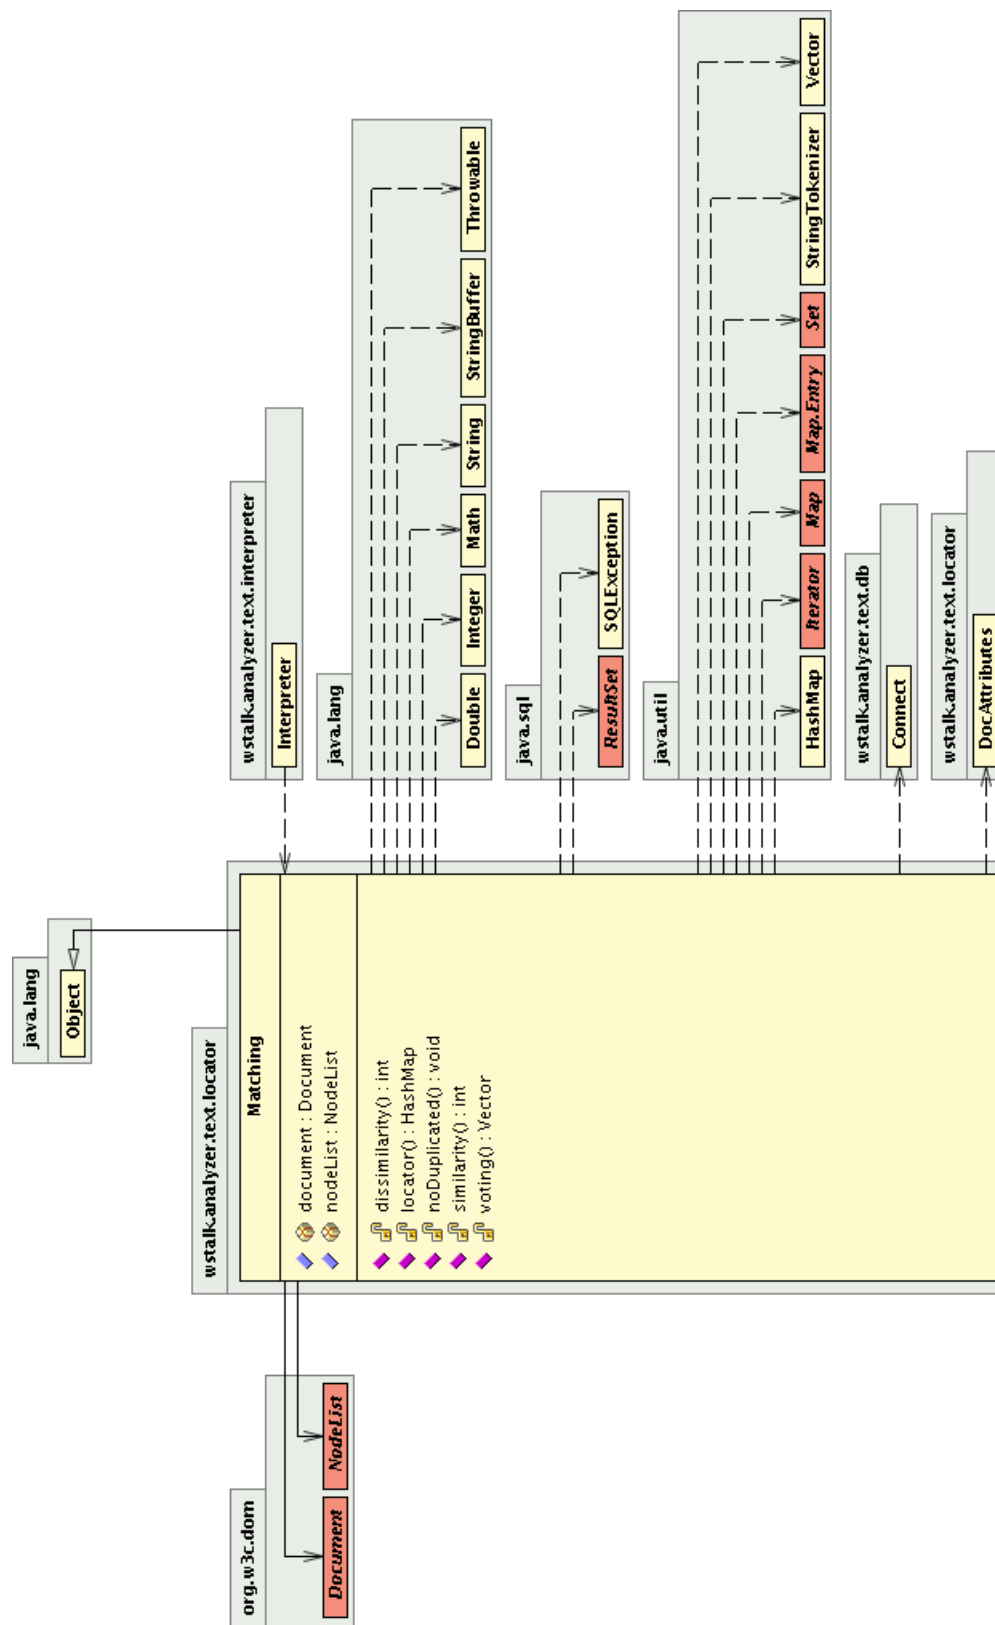 java.lang
Object
wstalk.analyzer.text.locator
Matching
document : Document
nodeList : NodeList
dissimilarity() : int
locator() : HashMap
noDuplicated() : void
similarity() : int
voting() : Vector
org.w3c.dom
Document
NodeList
wstalk.analyzer.text.interpreter
Interpreter
java.lang
Double
Integer
Math
String
StringBuffer
Throwable
java.sql
ResultSet
SQLException
java.util
HashMap
Iterator
Map
Map.Entry
Set
StringTokenizer
Vector
wstalk.analyzer.text.db
Connect
wstalk.analyzer.text.locator
DocAttributes